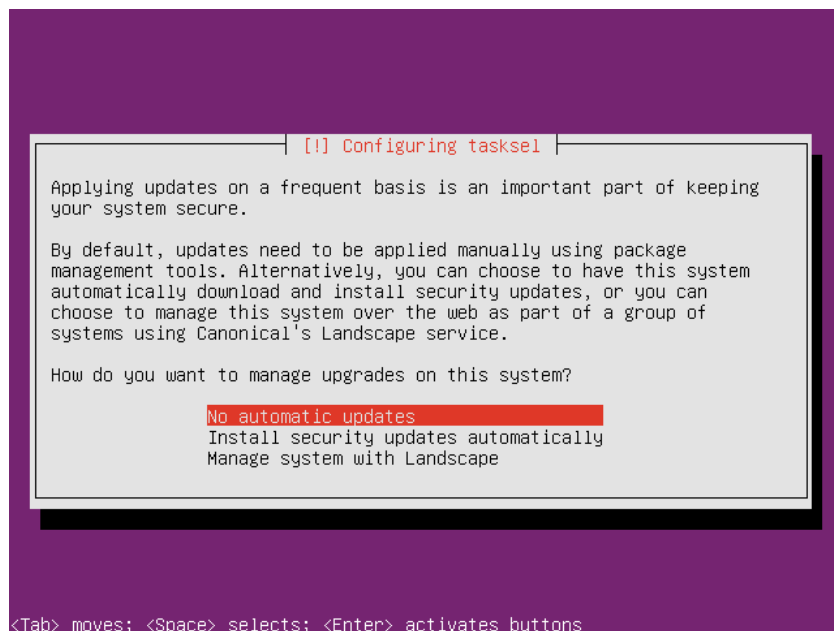 [!] Configuring tasksel
Applying updates on a frequent basis is an important part of keeping
your system secure.
By default, updates need to be applied manually using package
management tools. Alternatively, you can choose to have this system
automatically download and install security updates, or you can
choose to manage this system over the web as part of a group of
systems using Canonical's Landscape service.
How do you want to manage upgrades on this system?
No automatic updates
Install security updates automatically
Manage system with Landscape
<Tab> moves; <Space> selects; <Enter> activates buttons